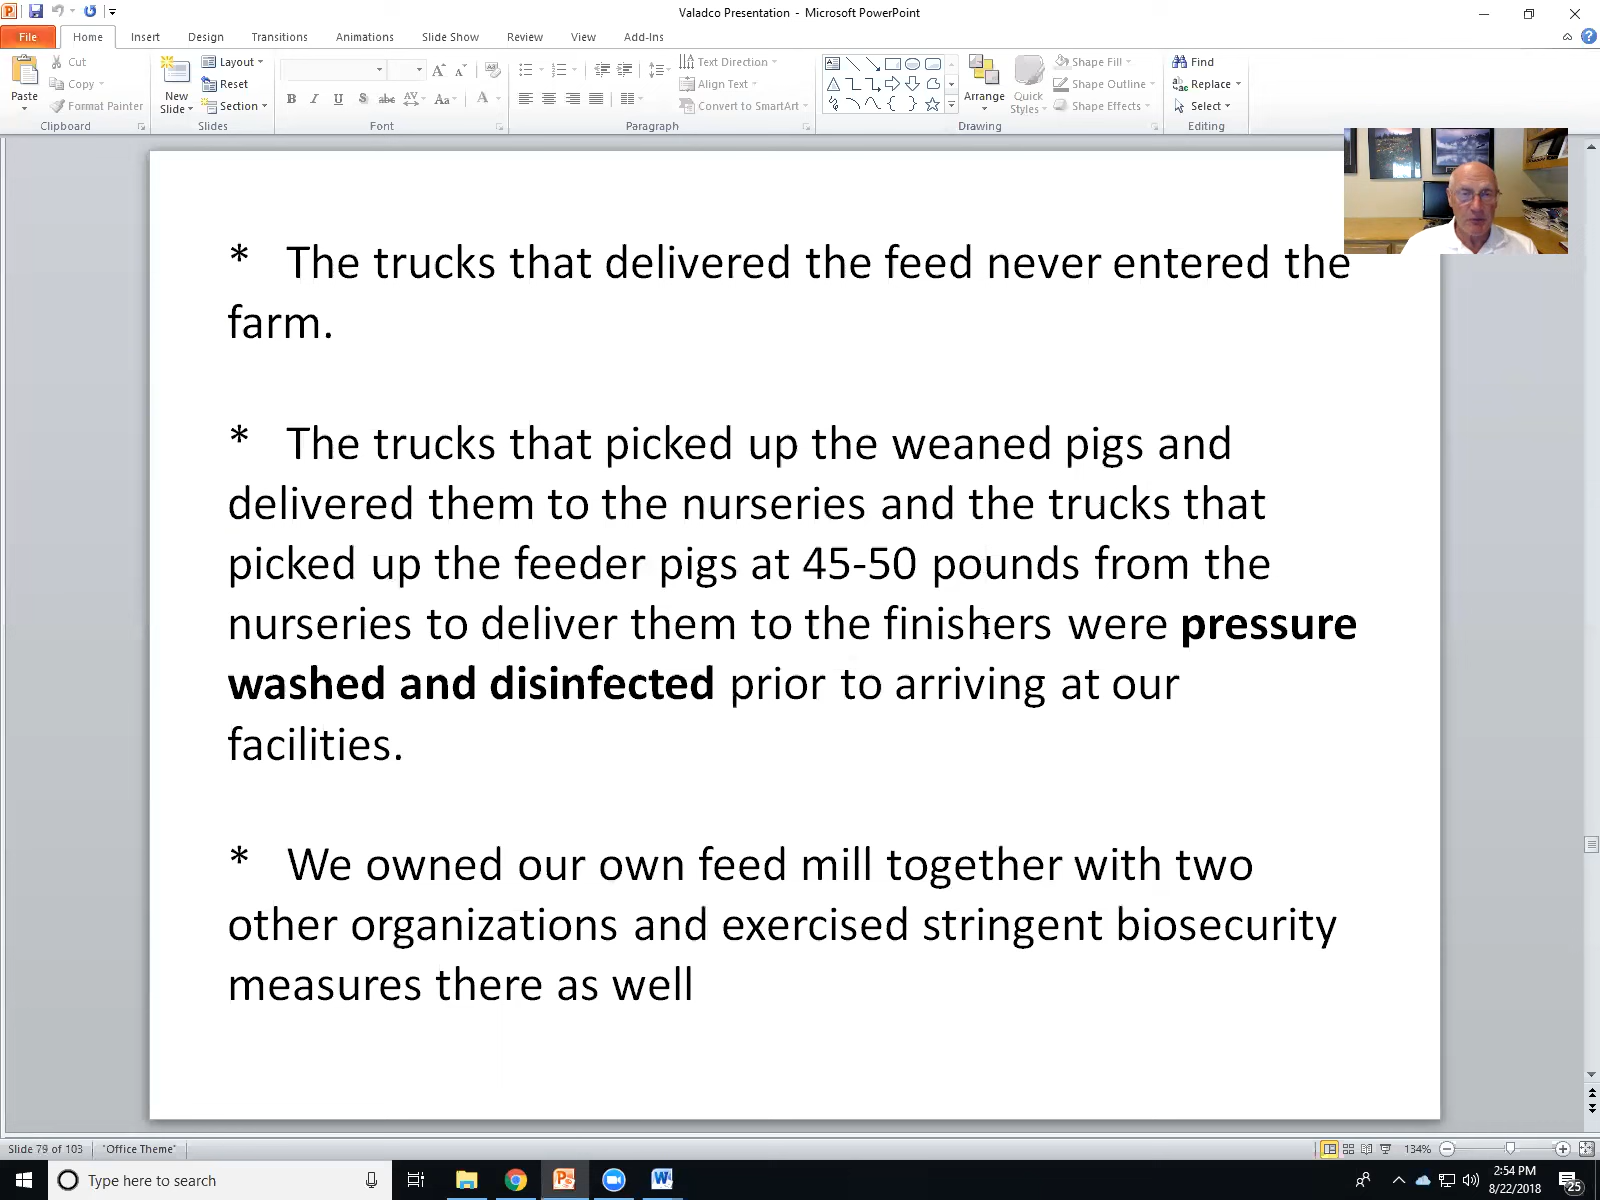 Valadco Presentation - Microsoft PowerPoint
File Home Insert Design Transitions Animations Slide Show Review View Add-Ins
Paste
Cut
Copy
Format Painter
Clipboard
New Slide
Layout
Reset
Section
Slides
B I U S abc AV Aa A
Font
Text Direction
Align Text
Convert to SmartArt
Paragraph
Arrange
Quick Styles
Shape Fill
Shape Outline
Shape Effects
Drawing
Find
Replace
Select
Editing
* The trucks that delivered the feed never entered the
farm.
* The trucks that picked up the weaned pigs and
delivered them to the nurseries and the trucks that
picked up the feeder pigs at 45-50 pounds from the
nurseries to deliver them to the finishers were pressure
washed and disinfected prior to arriving at our
facilities.
* We owned our own feed mill together with two
other organizations and exercised stringent biosecurity
measures there as well
Slide 79 of 103 "Office Theme" 134%
Type here to search
2:54 PM
8/22/2018
25